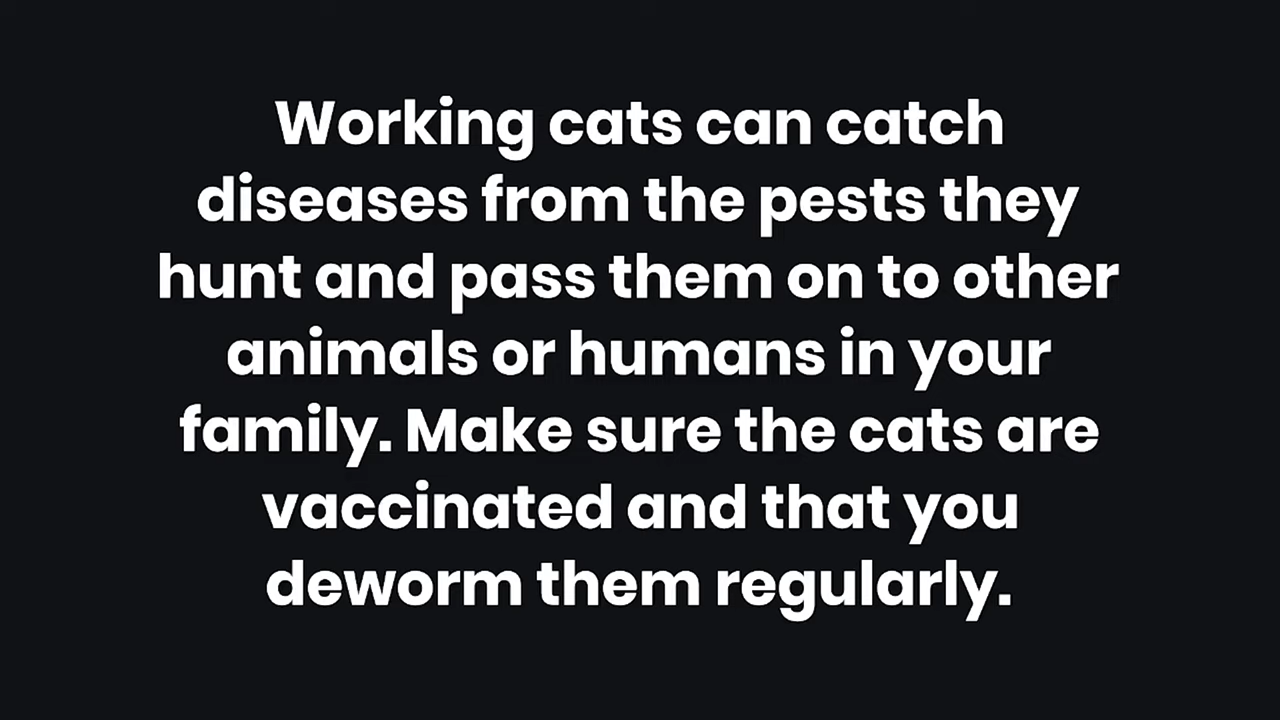 Working cats can catch
diseases from the pests they
hunt and pass them on to other
animals or humans in your
family. Make sure the cats are
vaccinated and that you
deworm them regularly.